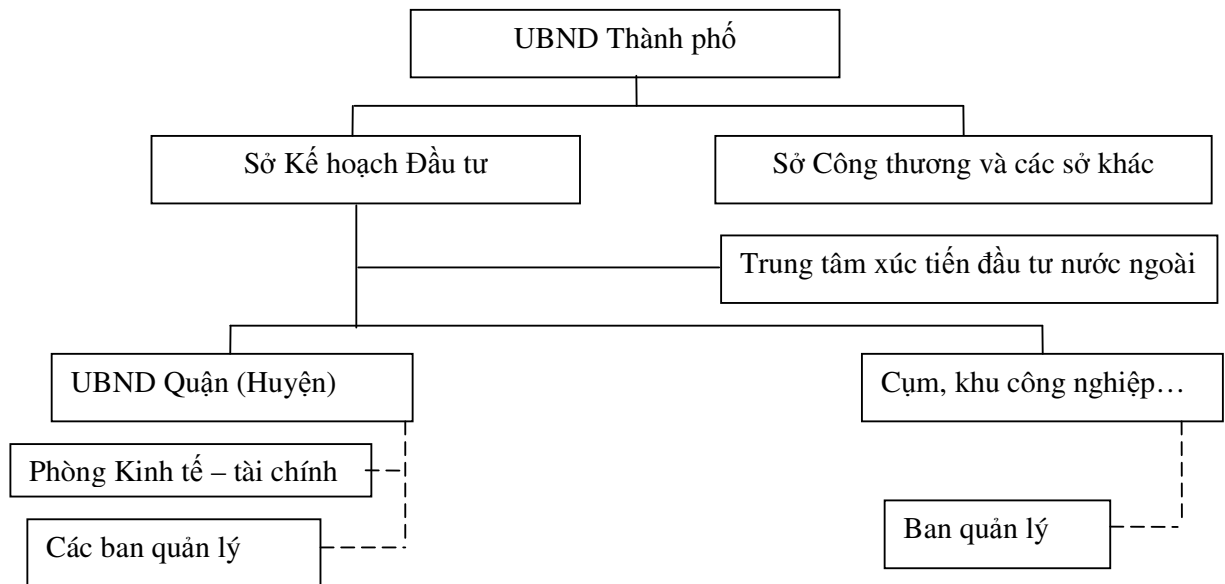 UBND Thành phố
Sở Kế hoạch Đầu tư
Sở Công thương và các sở khác
Trung tâm xúc tiến đầu tư nước ngoài
UBND Quận (Huyện)
Cụm, khu công nghiệp…
Phòng Kinh tế – tài chính
Ban quản lý
Các ban quản lý